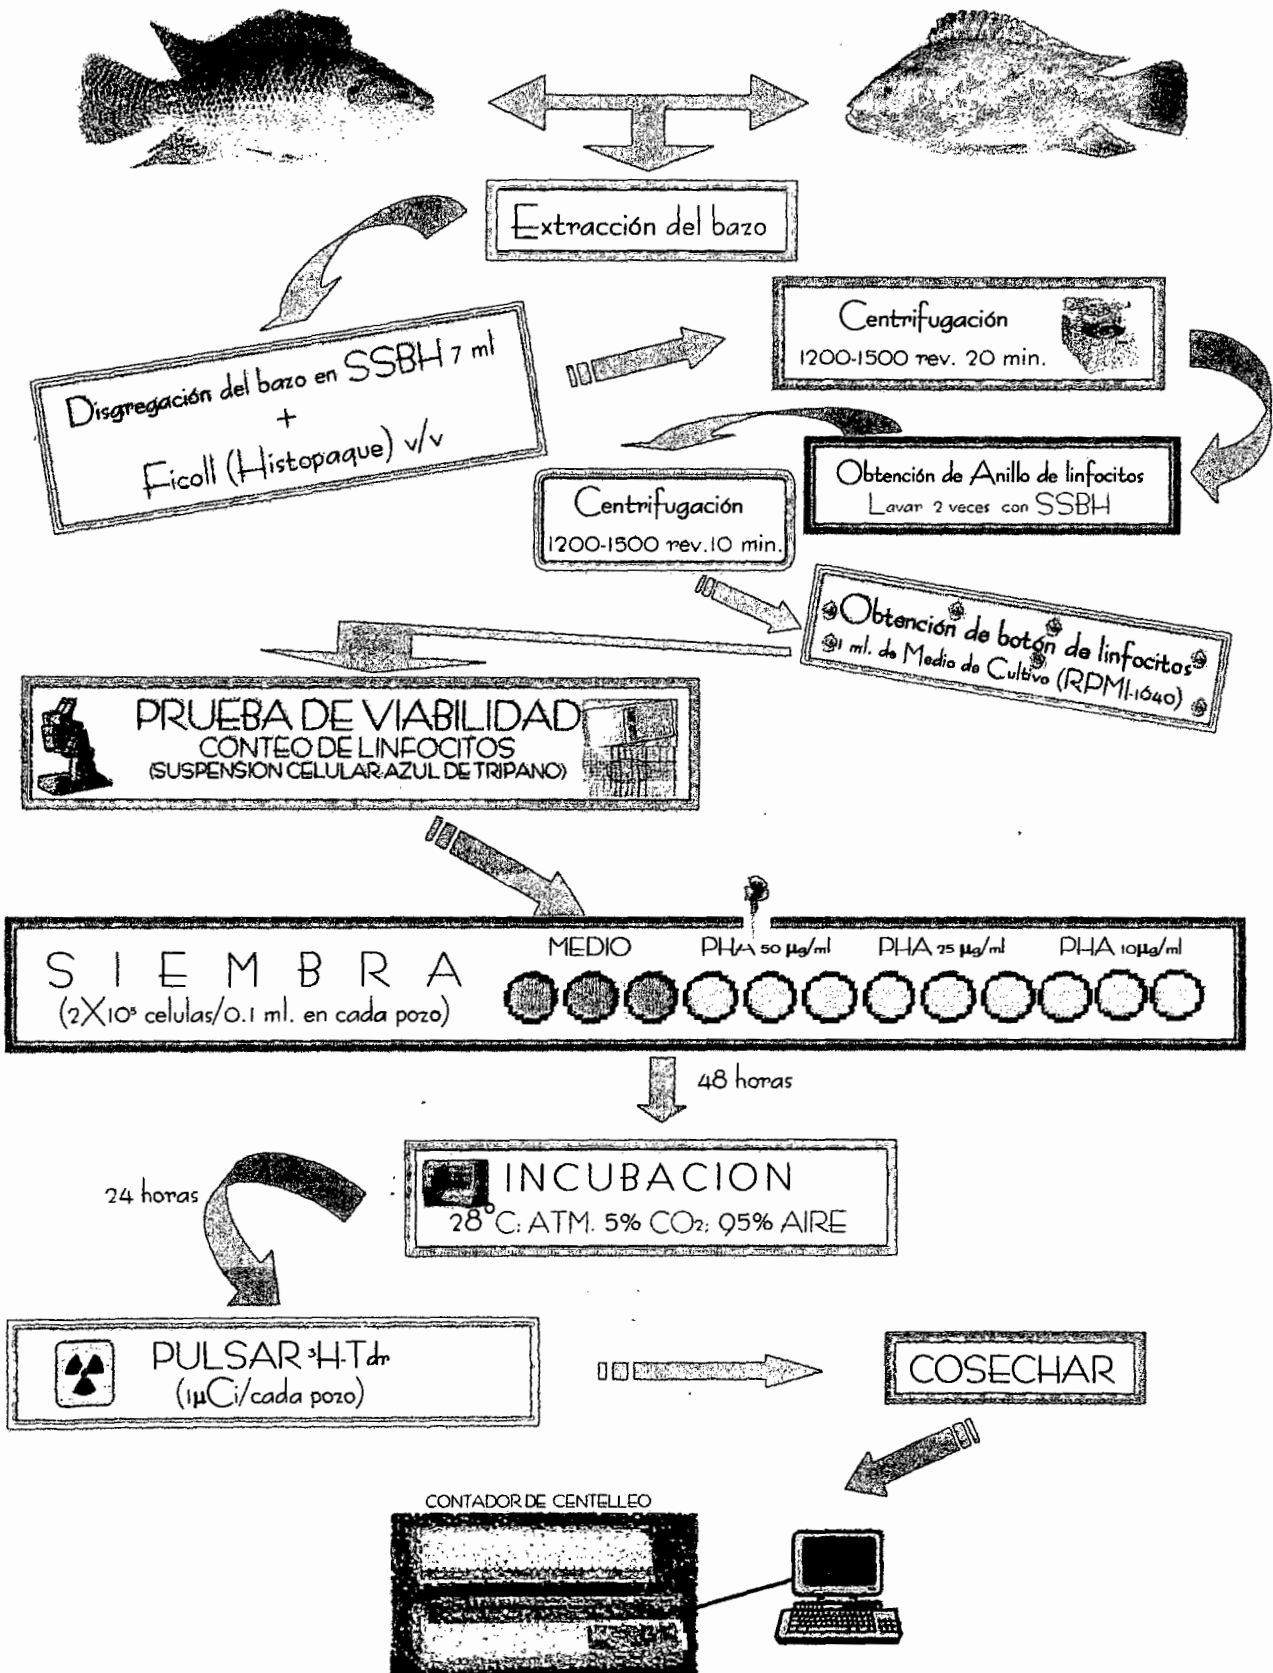 Extracción del bazo
Disgregación del bazo en SSBH 7 ml
+
Ficoll (Histopaque) v/v
Centrifugación
1200-1500 rev. 20 min.
Obtención de Anillo de linfocitos
Lavar 2 veces con SSBH
Centrifugación
1200-1500 rev. 10 min.
Obtención de botón de linfocitos
1 ml. de Medio de Cultivo (RPMI-1640)
PRUEBA DE VIABILIDAD
CONTEO DE LINFOCITOS
(SUSPENSION CELULAR:AZUL DE TRIPANO)
SIEMBRA
(2X10⁵ celulas/0.1 ml. en cada pozo)
MEDIO
PHA 50 µg/ml
PHA 25 µg/ml
PHA 10µg/ml
48 horas
INCUBACION
28°C; ATM. 5% CO₂; 95% AIRE
24 horas
PULSAR ³H-Tdr
(1µCi/cada pozo)
COSECHAR
CONTADOR DE CENTELLEO